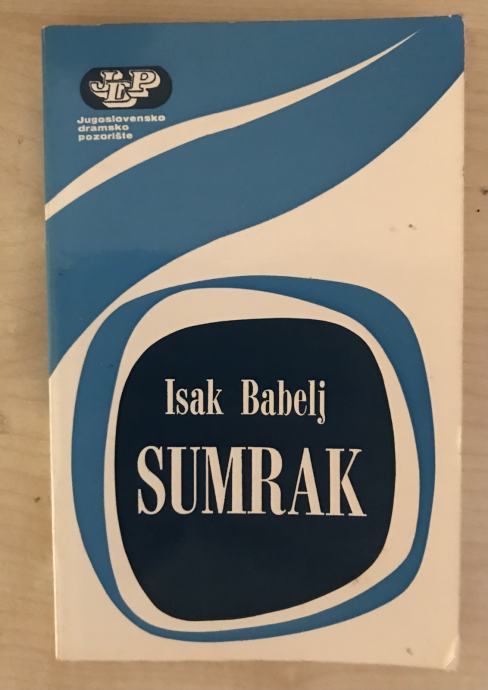 JDP
Jugoslovensko
dramsko
pozorište
Isak Babelj
SUMRAK